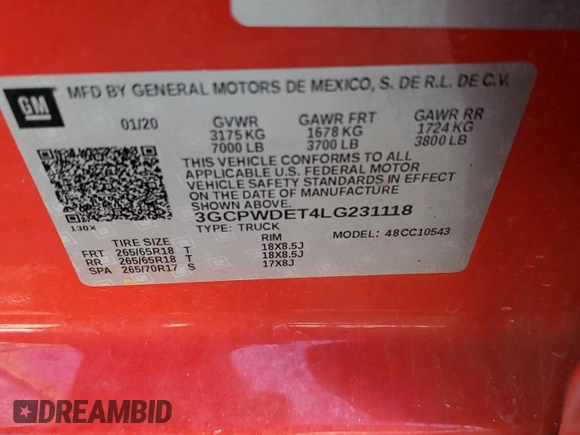 GM
MFD BY GENERAL MOTORS DE MEXICO, S. DE R.L. DE C.V.
01/20 GVWR GAWR FRT GAWR RR
3175 KG 1678 KG 1724 KG
7000 LB 3700 LB 3800 LB
THIS VEHICLE CONFORMS TO ALL
APPLICABLE U.S. FEDERAL MOTOR
VEHICLE SAFETY STANDARDS IN EFFECT
ON THE DATE OF MANUFACTURE
SHOWN ABOVE.
130X 3GCPWDET4LG231118
TYPE: TRUCK MODEL: 48CC10543
TIRE SIZE RIM
FRT 265/65R18 T 18X8.5J
RR 265/65R18 T 18X8.5J
SPA 265/70R17 S 17X8J
DREAMBID